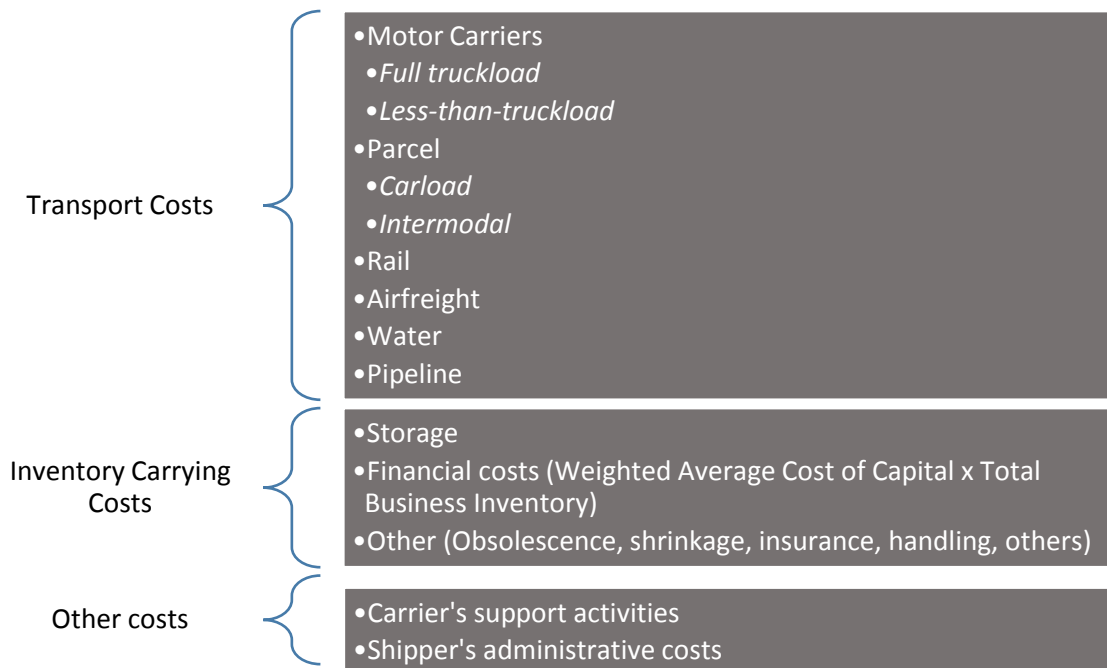 Transport Costs
•Motor Carriers
•Full truckload
•Less-than-truckload
•Parcel
•Carload
•Intermodal
•Rail
•Airfreight
•Water
•Pipeline
Inventory Carrying
Costs
•Storage
•Financial costs (Weighted Average Cost of Capital x Total
Business Inventory)
•Other (Obsolescence, shrinkage, insurance, handling, others)
Other costs
•Carrier's support activities
•Shipper's administrative costs